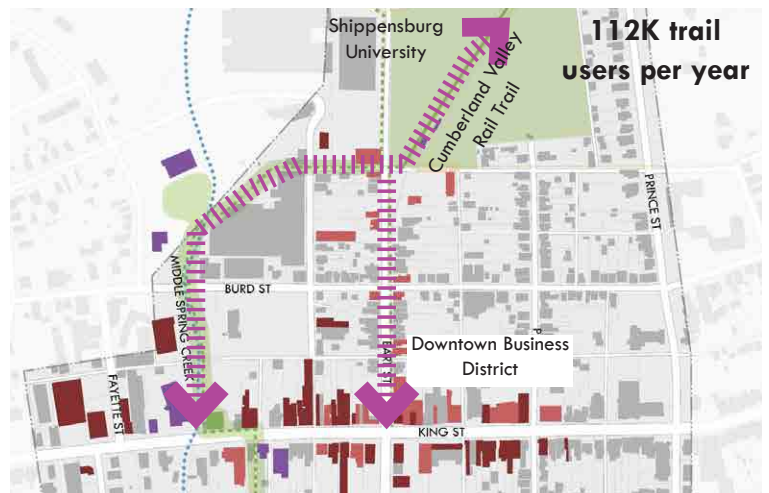 Shippensburg
University
112K trail
users per year
Cumberland Valley
Rail Trail
PRINCE ST
MIDDLE SPRING CREEK
BURD ST
EARL ST
Downtown Business
District
FAYETTE ST
KING ST